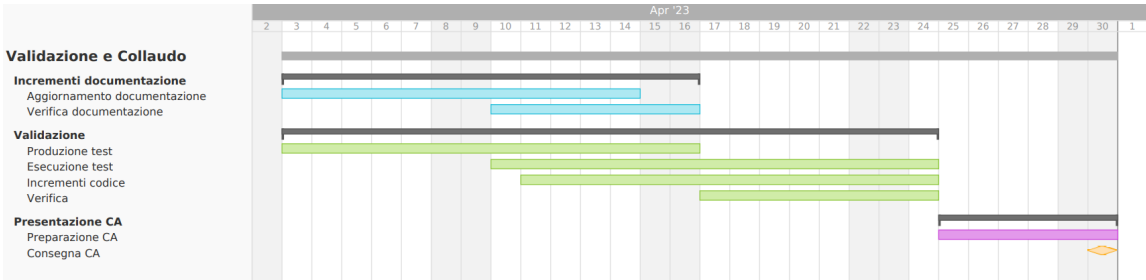 Apr '23
2 3 4 5 6 7 8 9 10 11 12 13 14 15 16 17 18 19 20 21 22 23 24 25 26 27 28 29 30 1
Validazione e Collaudo
Incrementi documentazione
Aggiornamento documentazione
Verifica documentazione
Validazione
Produzione test
Esecuzione test
Incrementi codice
Verifica
Presentazione CA
Preparazione CA
Consegna CA